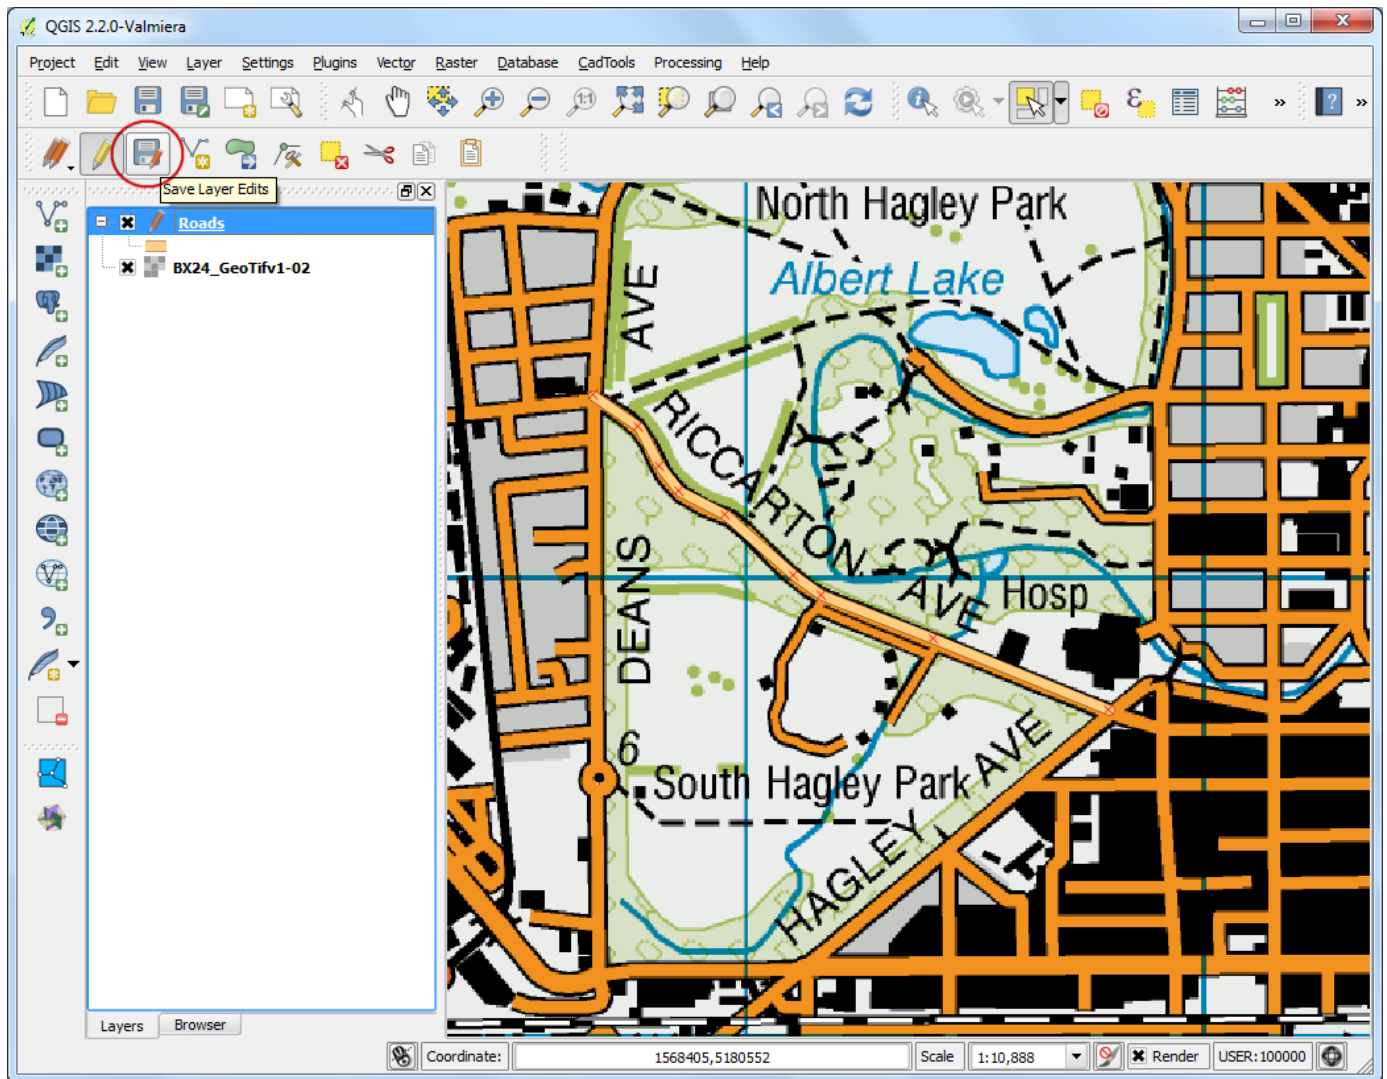 QGIS 2.2.0-Valmiera
Project Edit View Layer Settings Plugins Vector Raster Database CadTools Processing Help
1:1
»
?
»
Save Layer Edits
Roads
BX24_GeoTifv1-02
North Hagley Park
Albert Lake
AVE
RICCARTON
AVE
Hosp
DEANS
6
South Hagley Park
HAGLEY
AVE
Layers Browser
Coordinate: 1568405,5180552 Scale 1:10,888 Render USER:100000